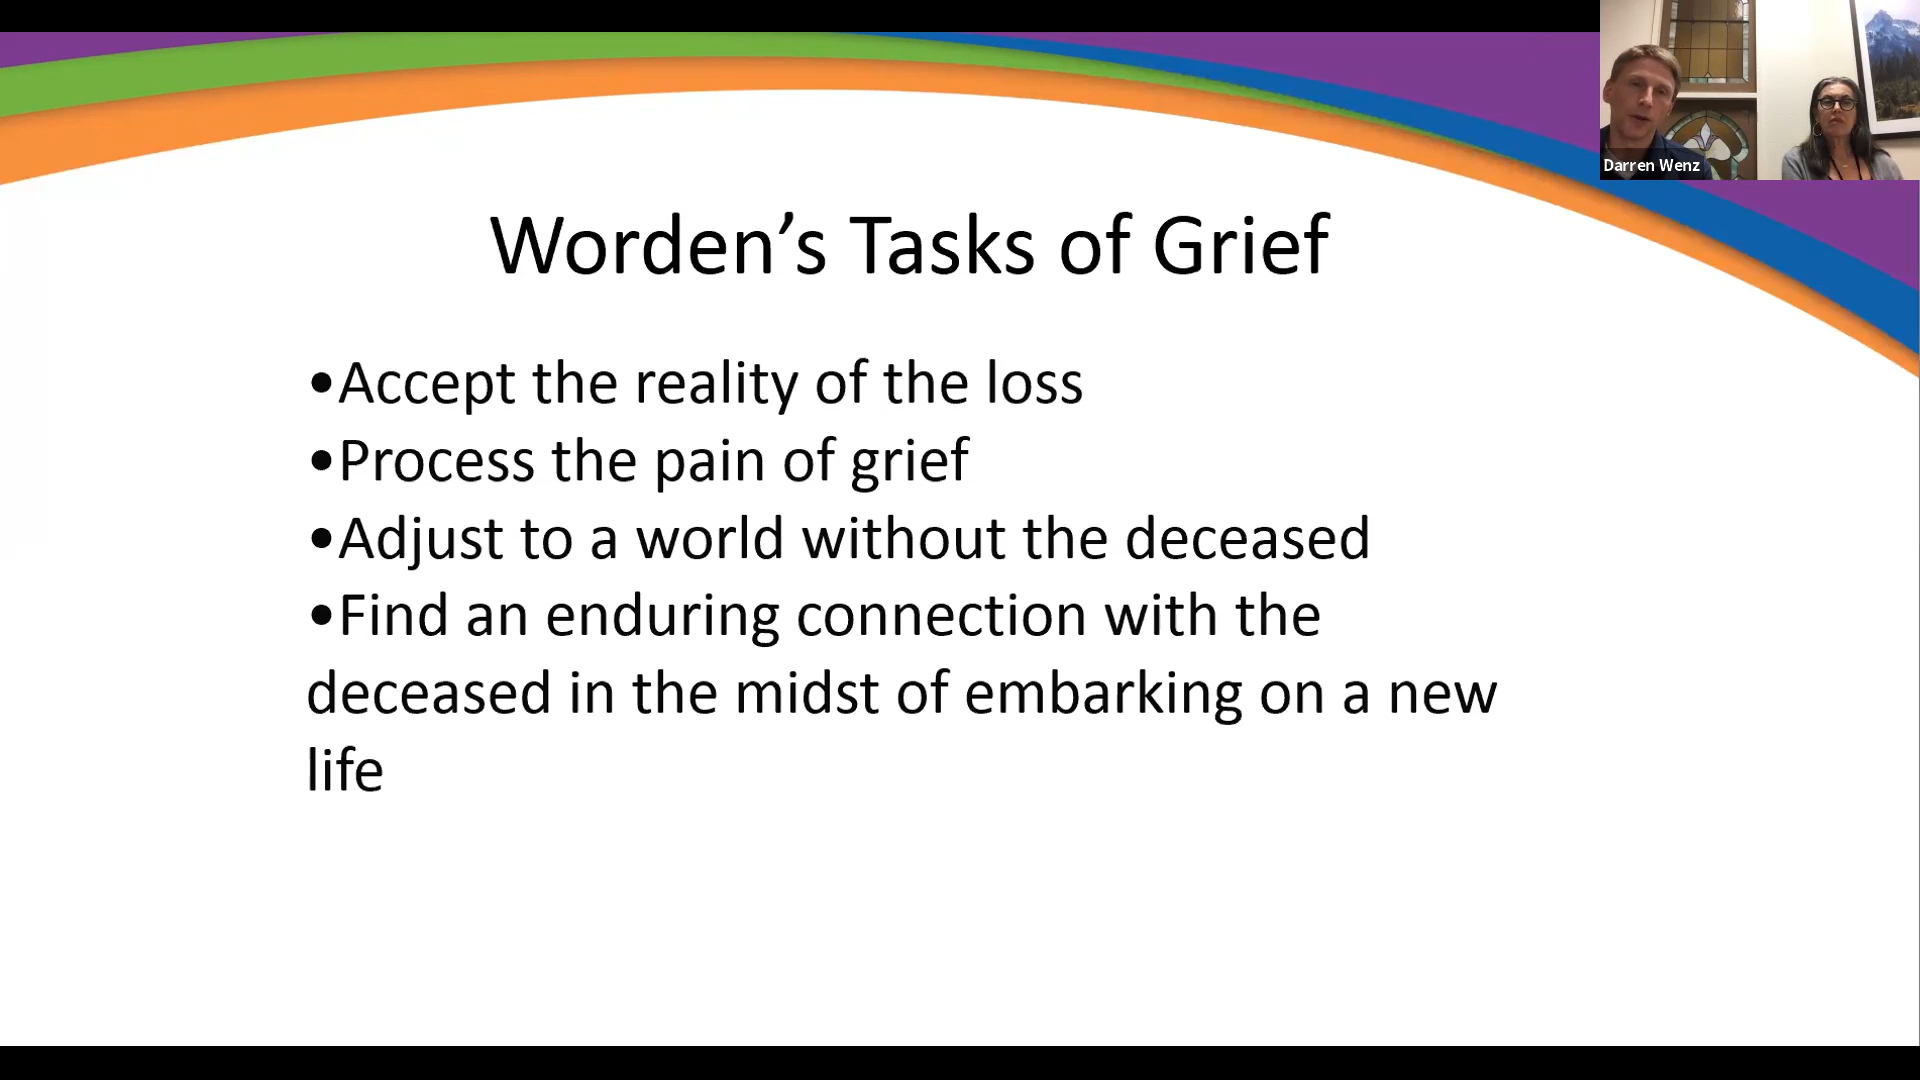 Darren Wenz
Worden’s Tasks of Grief
•Accept the reality of the loss
•Process the pain of grief
•Adjust to a world without the deceased
•Find an enduring connection with the
deceased in the midst of embarking on a new
life